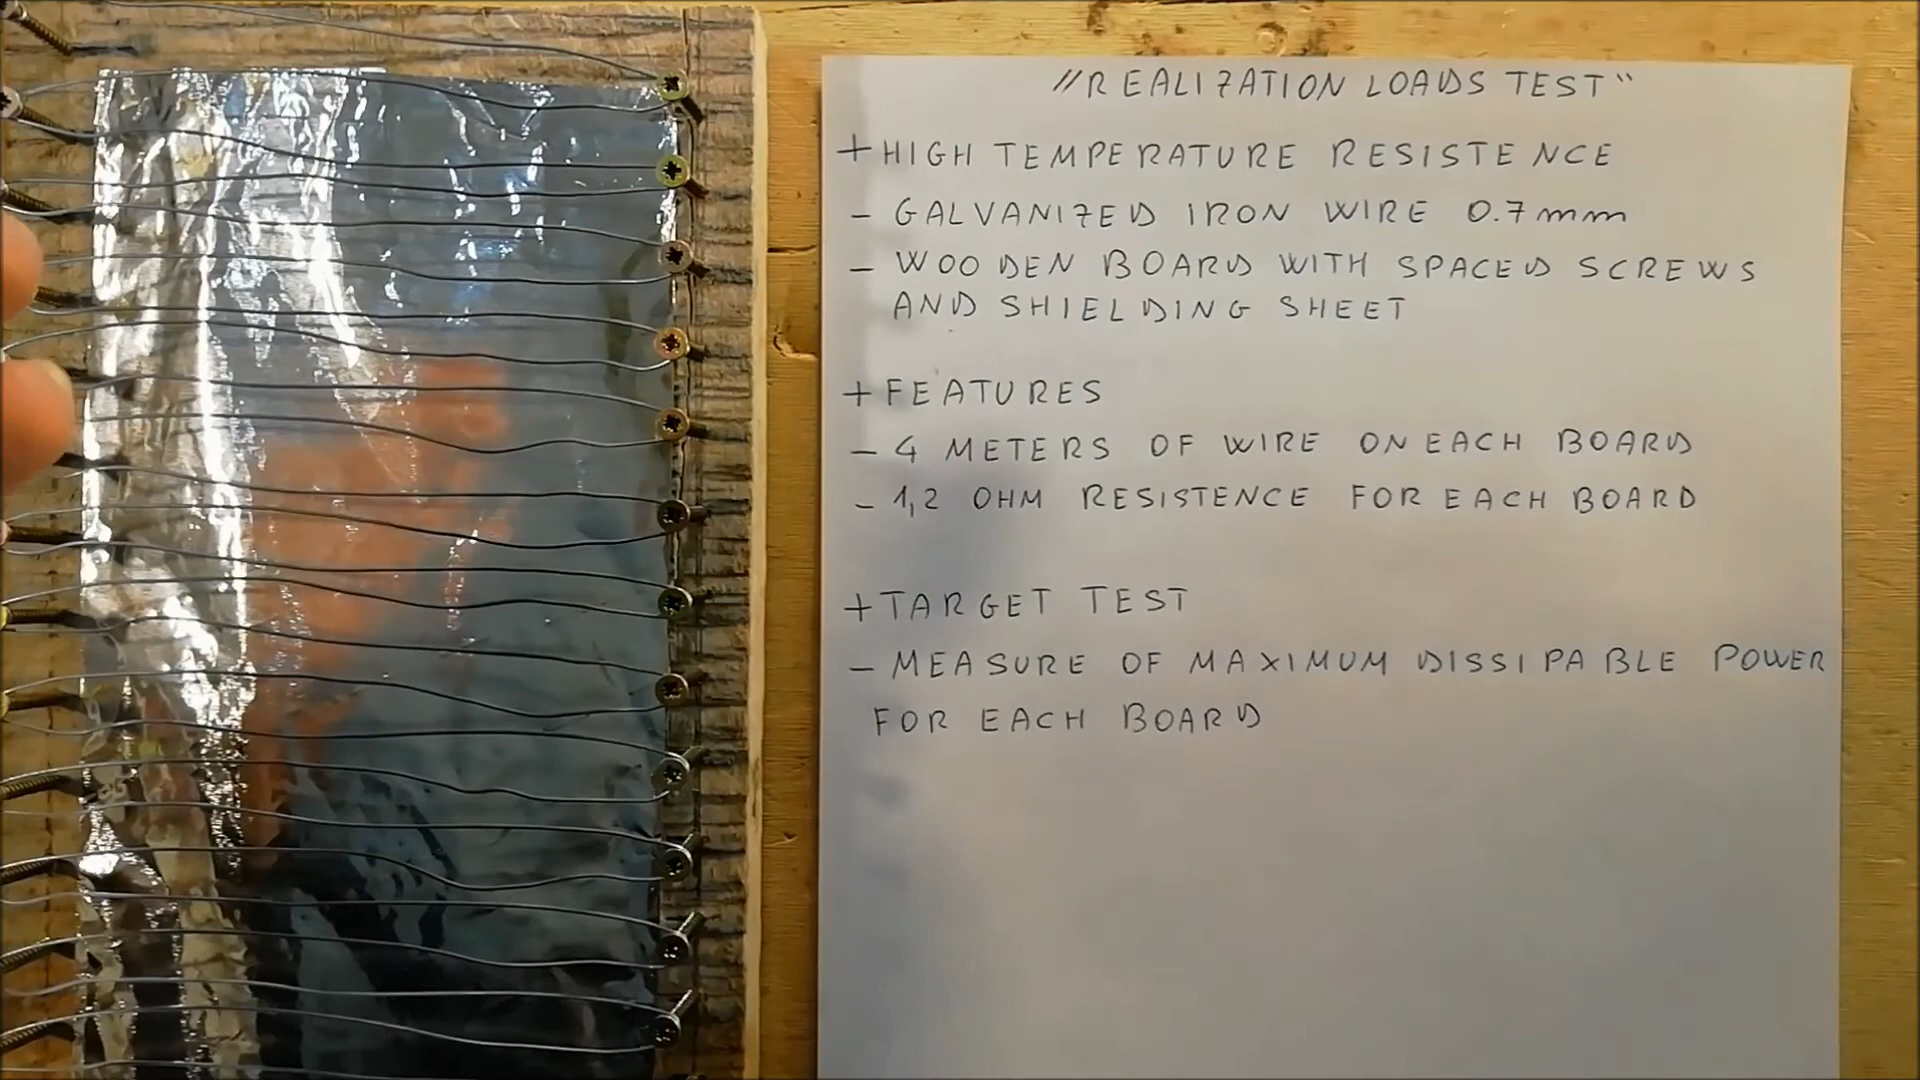 "REALIZATION LOADS TEST"
+ HIGH TEMPERATURE RESISTENCE
- GALVANIZED IRON WIRE 0.7mm
- WOODEN BOARD WITH SPACED SCREWS
AND SHIELDING SHEET
+ FEATURES
- 4 METERS OF WIRE ON EACH BOARD
- 1,2 OHM RESISTENCE FOR EACH BOARD
+ TARGET TEST
- MEASURE OF MAXIMUM DISSIPABLE POWER
FOR EACH BOARD